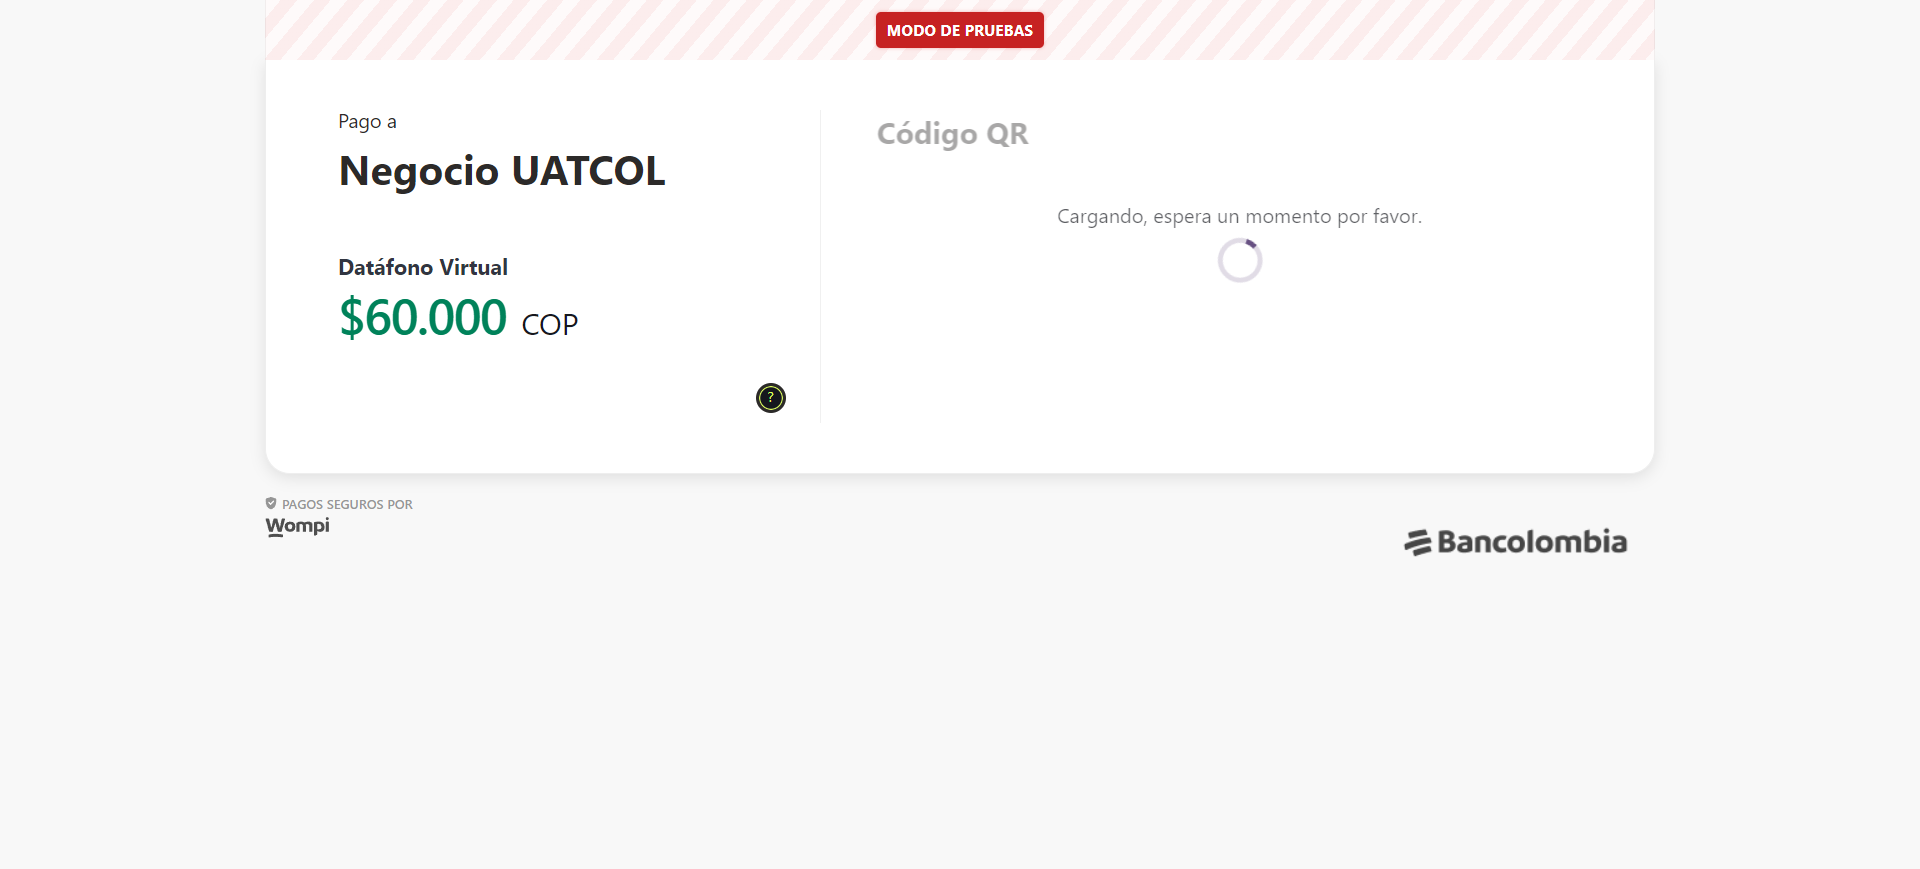 MODO DE PRUEBAS
Pago a
Negocio UATCOL
Datáfono Virtual
$60.000 COP
?
Código QR
Cargando, espera un momento por favor.
PAGOS SEGUROS POR
Wompi
Bancolombia